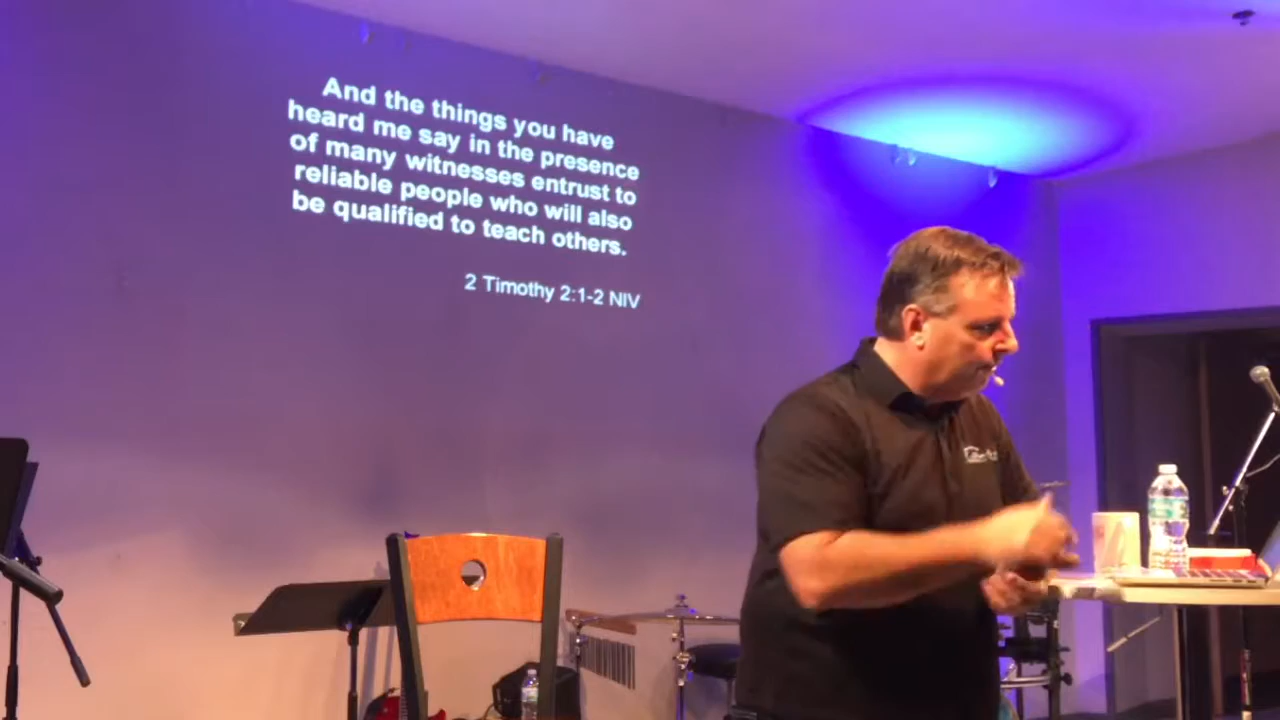 And the things you have
heard me say in the presence
of many witnesses entrust to
reliable people who will also
be qualified to teach others.
2 Timothy 2:1-2 NIV